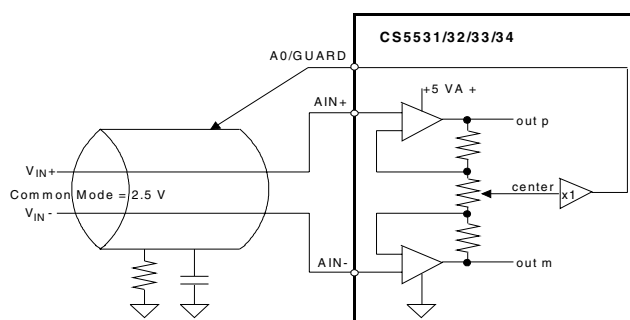 CS5531/32/33/34
A0/GUARD
+5 VA +
AIN+
out p
VIN+
center
x1
Common Mode = 2.5 V
VIN -
AIN-
out m